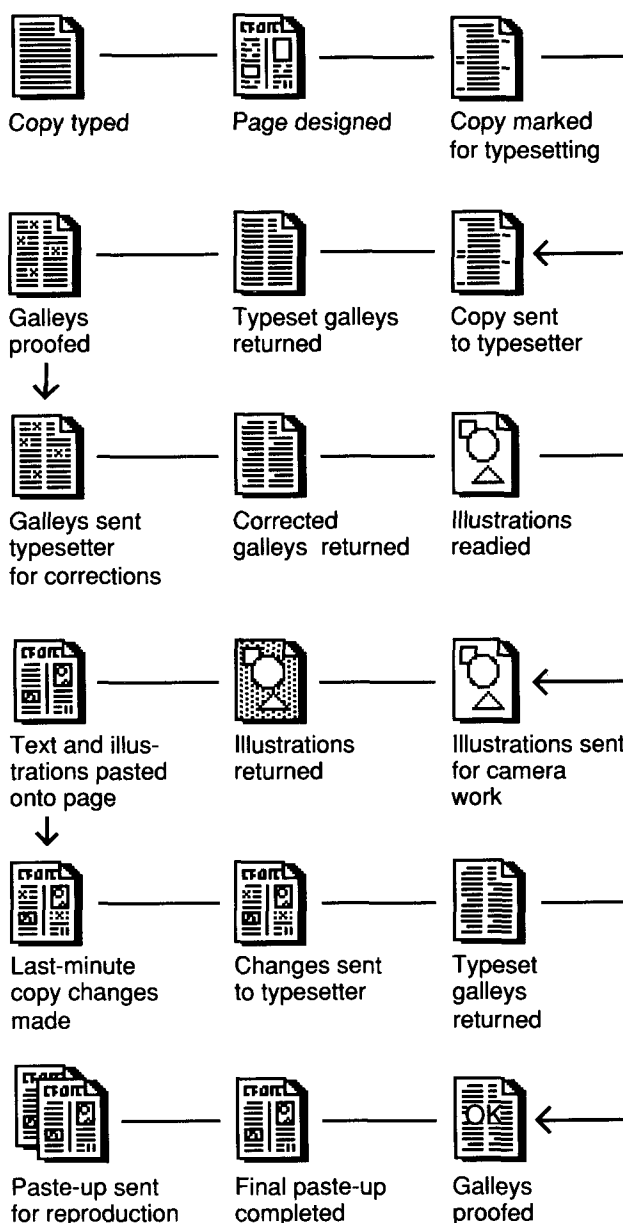 Copy typed
Page designed
Copy marked
for typesetting
Galleys
proofed
Typeset galleys
returned
Copy sent
to typesetter
Galleys sent
typesetter
for corrections
Corrected
galleys returned
Illustrations
readied
Text and illus-
trations pasted
onto page
Illustrations
returned
Illustrations sent
for camera
work
Last-minute
copy changes
made
Changes sent
to typesetter
Typeset
galleys
returned
Paste-up sent
for reproduction
Final paste-up
completed
OK
Galleys
proofed